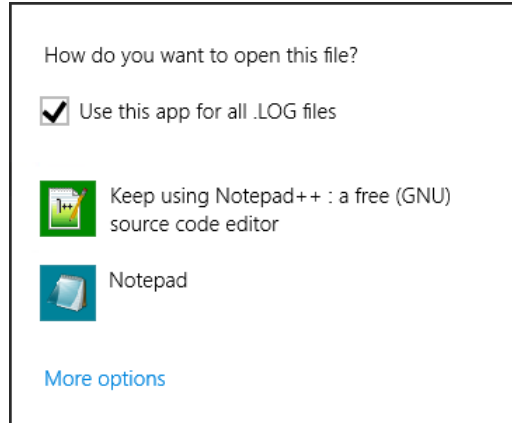 How do you want to open this file?
Use this app for all .LOG files
Keep using Notepad++ : a free (GNU)
source code editor
Notepad
More options